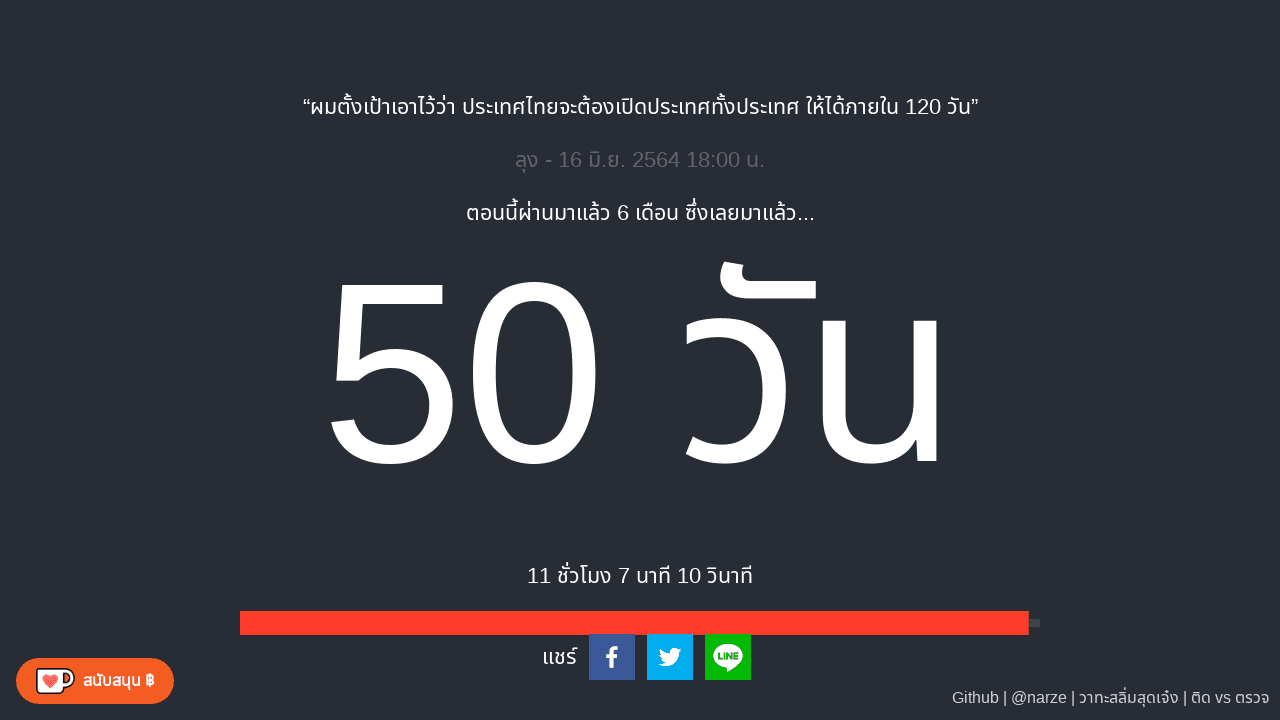 “ผมตั้งเป้าเอาไว้ว่า ประเทศไทยจะต้องเปิดประเทศทั้งประเทศ ให้ได้ภายใน 120 วัน”
ลุง - 16 มิ.ย. 2564 18:00 น.
ตอนนี้ผ่านมาแล้ว 6 เดือน ซึ่งเลยมาแล้ว...
50 วัน
11 ชั่วโมง 7 นาที 10 วินาที
แชร์
LINE
สนับสนุน ฿
Github | @narze | วาทะสลิ่มสุดเจ๋ง | ติด vs ตรวจ